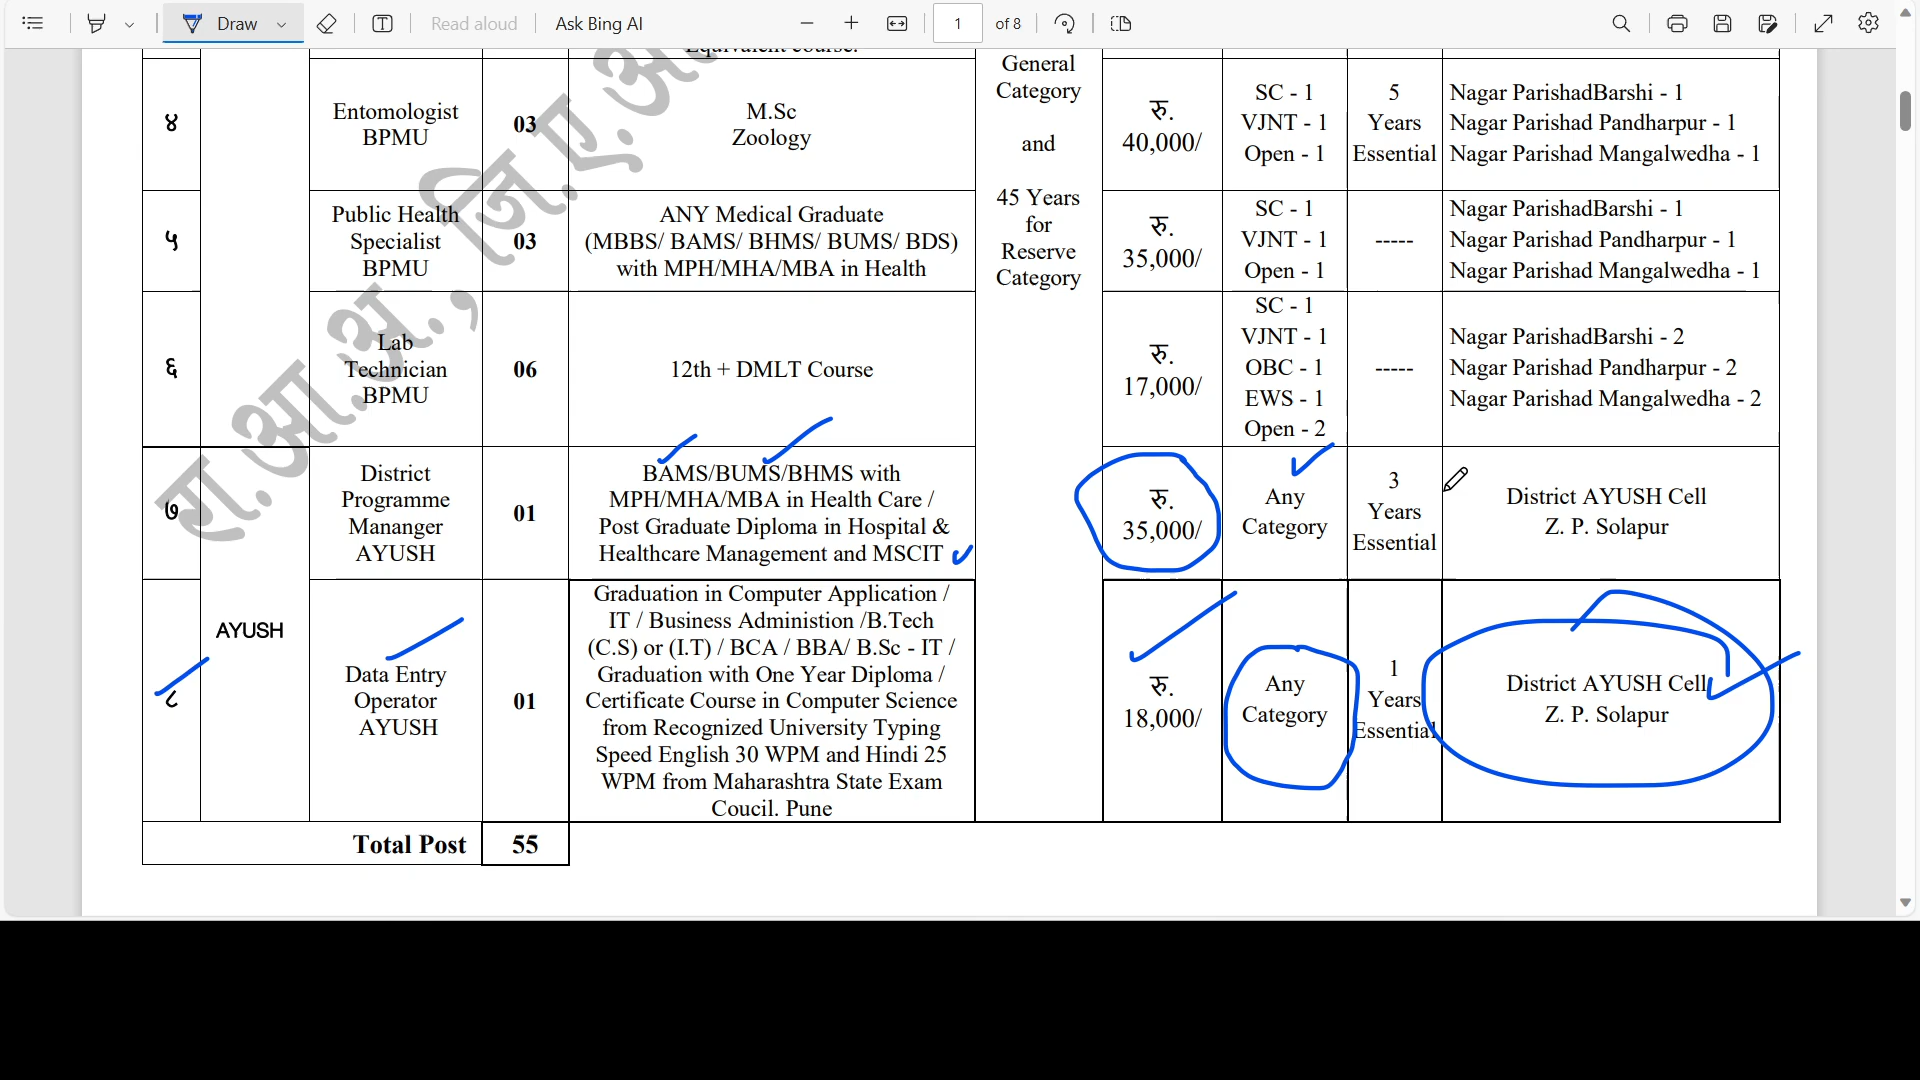 Draw
Read aloud
Ask Bing AI
1 of 8
Equivalent course.
General
Category
and
45 Years
for
Reserve
Category
४
Entomologist
BPMU
03
M.Sc
Zoology
रु.
40,000/
SC - 1
VJNT - 1
Open - 1
5
Years
Essential
Nagar ParishadBarshi - 1
Nagar Parishad Pandharpur - 1
Nagar Parishad Mangalwedha - 1
५
Public Health
Specialist
BPMU
03
ANY Medical Graduate
(MBBS/ BAMS/ BHMS/ BUMS/ BDS)
with MPH/MHA/MBA in Health
रु.
35,000/
SC - 1
VJNT - 1
Open - 1
-----
Nagar ParishadBarshi - 1
Nagar Parishad Pandharpur - 1
Nagar Parishad Mangalwedha - 1
६
Lab
Technician
BPMU
06
12th + DMLT Course
रु.
17,000/
SC - 1
VJNT - 1
OBC - 1
EWS - 1
Open - 2
-----
Nagar ParishadBarshi - 2
Nagar Parishad Pandharpur - 2
Nagar Parishad Mangalwedha - 2
७
District
Programme
Mananger
AYUSH
01
BAMS/BUMS/BHMS with
MPH/MHA/MBA in Health Care /
Post Graduate Diploma in Hospital &
Healthcare Management and MSCIT
रु.
35,000/
Any
Category
3
Years
Essential
District AYUSH Cell
Z. P. Solapur
८
AYUSH
Data Entry
Operator
AYUSH
01
Graduation in Computer Application /
IT / Business Administion /B.Tech
(C.S) or (I.T) / BCA / BBA/ B.Sc - IT /
Graduation with One Year Diploma /
Certificate Course in Computer Science
from Recognized University Typing
Speed English 30 WPM and Hindi 25
WPM from Maharashtra State Exam
Coucil. Pune
रु.
18,000/
Any
Category
1
Years
Essential
District AYUSH Cell
Z. P. Solapur
Total Post 55
रा.आ.अ., जि.ए.आ